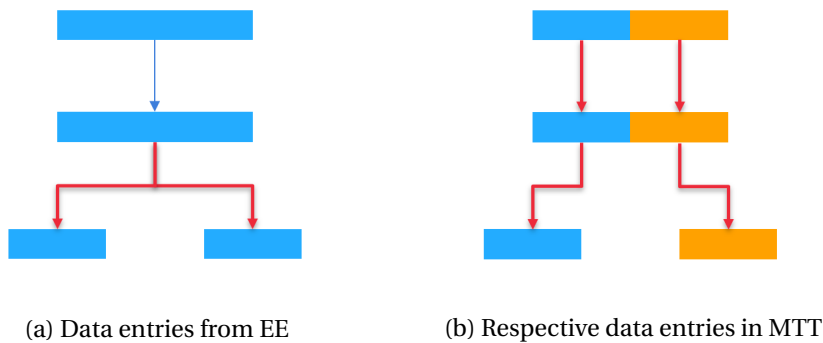 (a) Data entries from EE
(b) Respective data entries in MTT